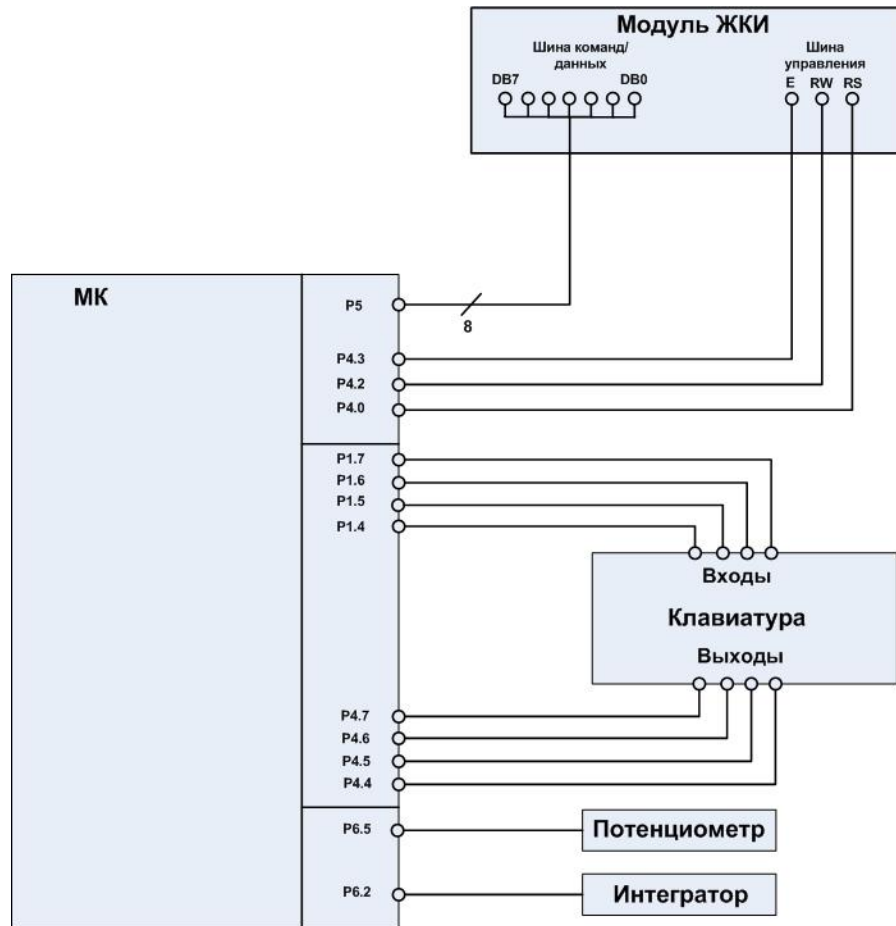 Модуль ЖКИ
Шина команд/
данных
Шина
управления
DB7
DB0
E
RW
RS
МК
P5
8
P4.3
P4.2
P4.0
P1.7
P1.6
P1.5
P1.4
Входы
Клавиатура
Выходы
P4.7
P4.6
P4.5
P4.4
P6.5
Потенциометр
P6.2
Интегратор